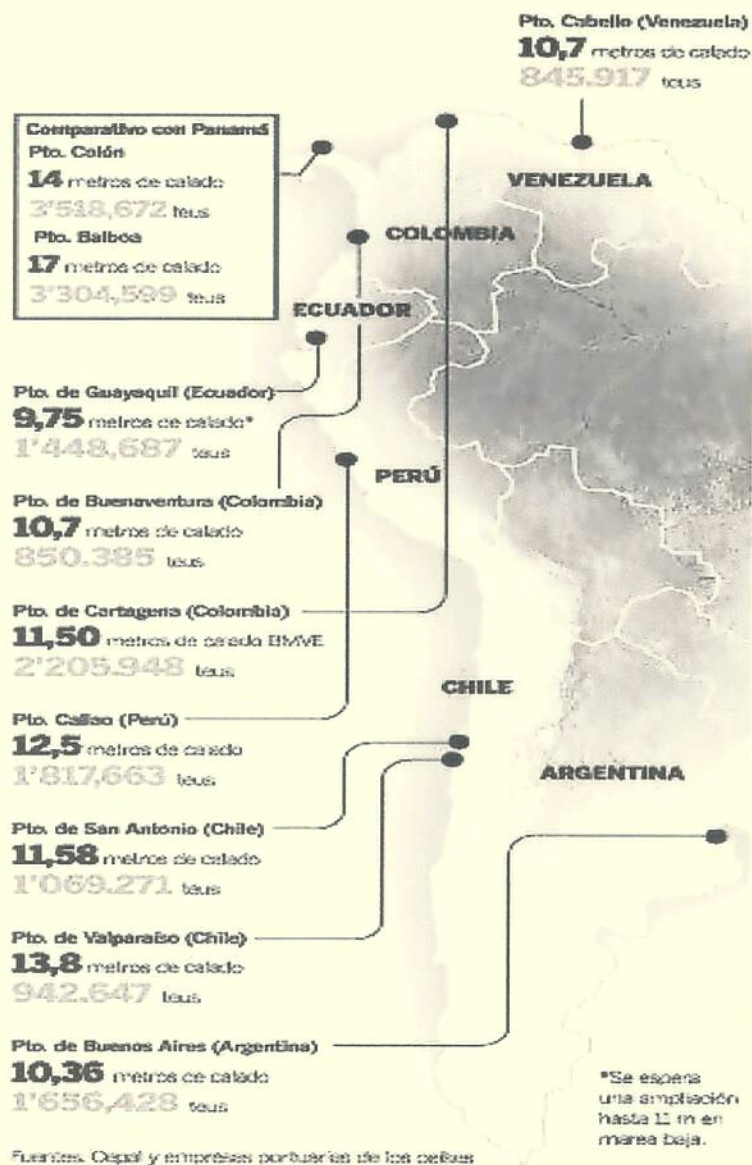 Pto. Cabello (Venezuela)
10,7 metros de calado
845.917 teus
Comparativo con Panamá
Pto. Colón
14 metros de calado
3'518,672 teus
Pto. Balboa
17 metros de calado
3'304,599 teus
VENEZUELA
COLOMBIA
ECUADOR
Pto. de Guayaquil (Ecuador)
9,75 metros de calado*
1'448,687 teus
PERÚ
Pto. de Buenaventura (Colombia)
10,7 metros de calado
850.385 teus
Pto. de Cartagena (Colombia)
11,50 metros de calado BMVE
2'205.948 teus
CHILE
Pto. Callao (Perú)
12,5 metros de calado
1'817,663 teus
ARGENTINA
Pto. de San Antonio (Chile)
11,58 metros de calado
1'069.271 teus
Pto. de Valparaíso (Chile)
13,8 metros de calado
942.647 teus
Pto. de Buenos Aires (Argentina)
10,36 metros de calado
1'656,428 teus
*Se espera
una ampliación
hasta 11 m en
marea baja.
Fuentes. Cepal y empresas portuarias de los países